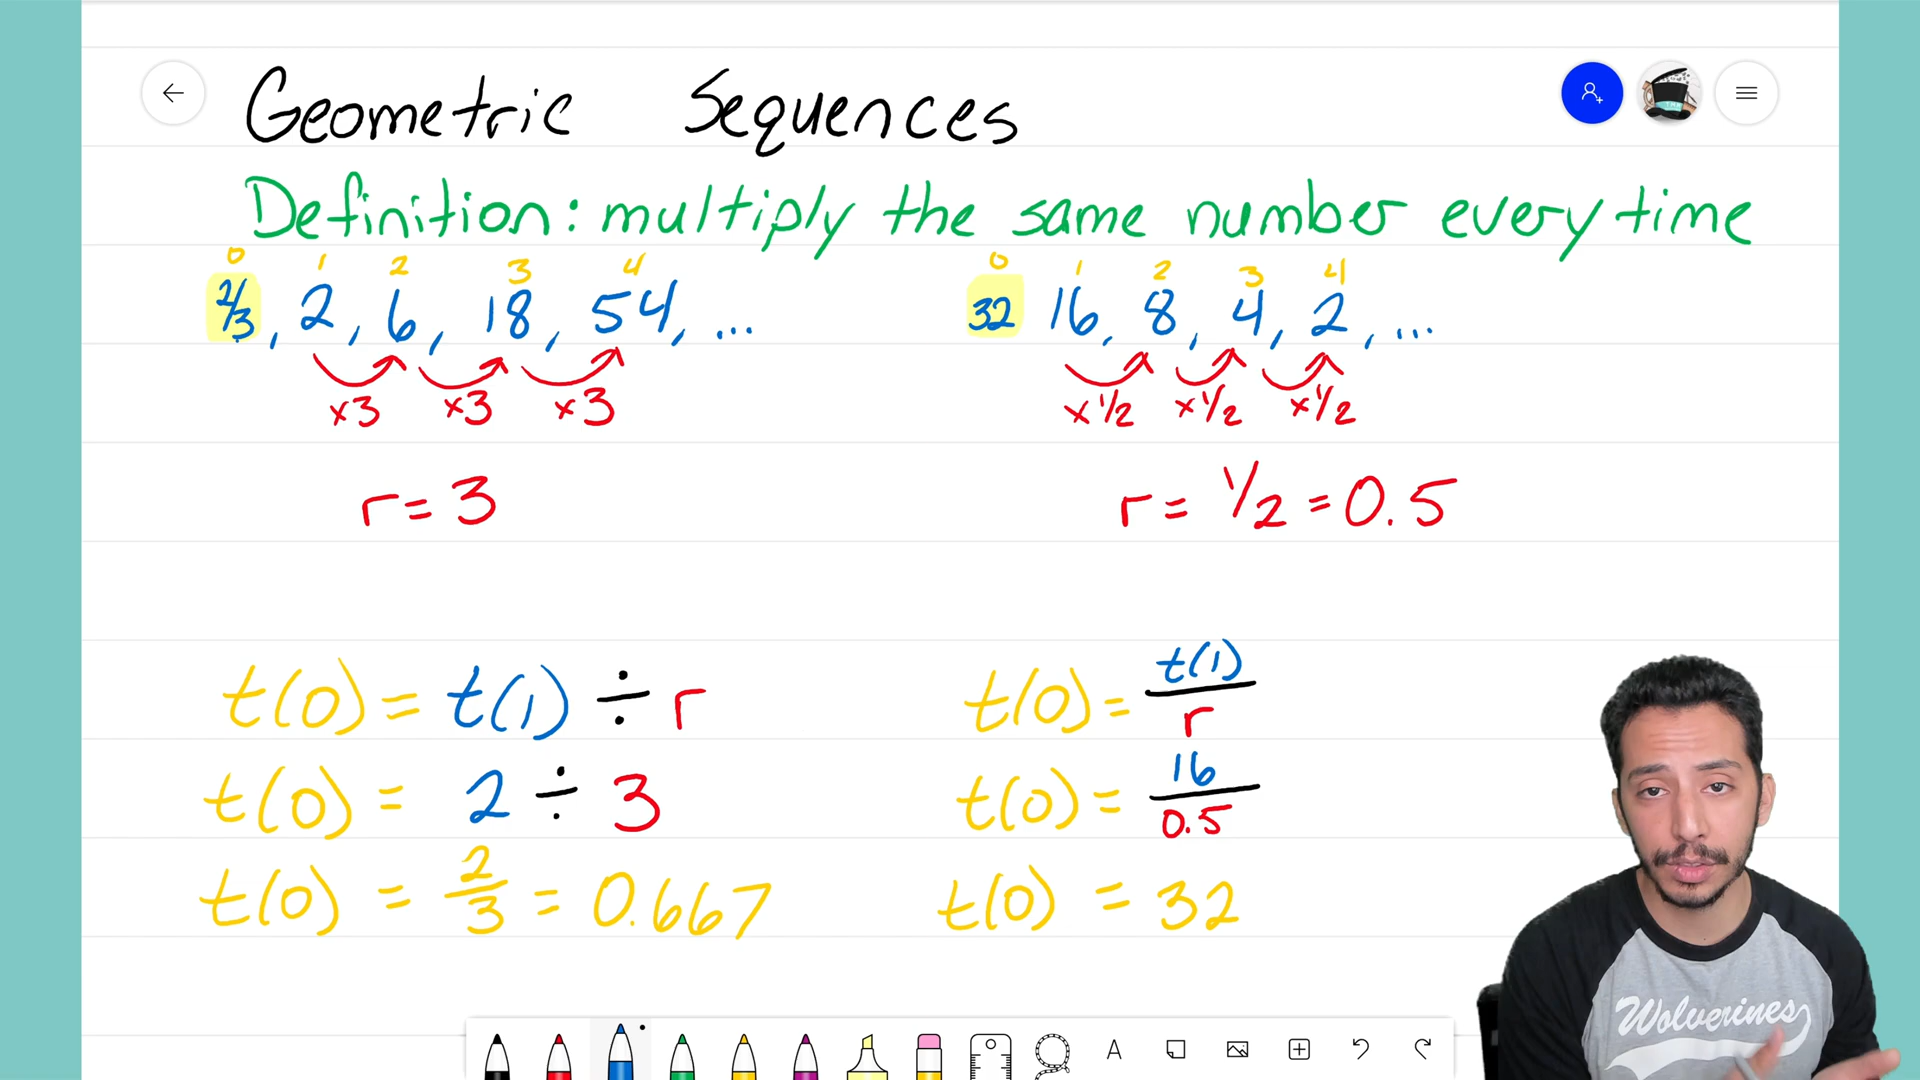 Geometric Sequences
Definition: multiply the same number every time
0 1 2 3 4
2/3, 2, 6, 18, 54, ...
×3 ×3 ×3
r = 3
t(0) = t(1) ÷ r
t(0) = 2 ÷ 3
t(0) = 2/3 = 0.667
0 1 2 3 4
32 16, 8, 4, 2, ...
×1/2 ×1/2 ×1/2
r = 1/2 = 0.5
t(0) = t(1)/r
t(0) = 16/0.5
t(0) = 32
Wolverines
A